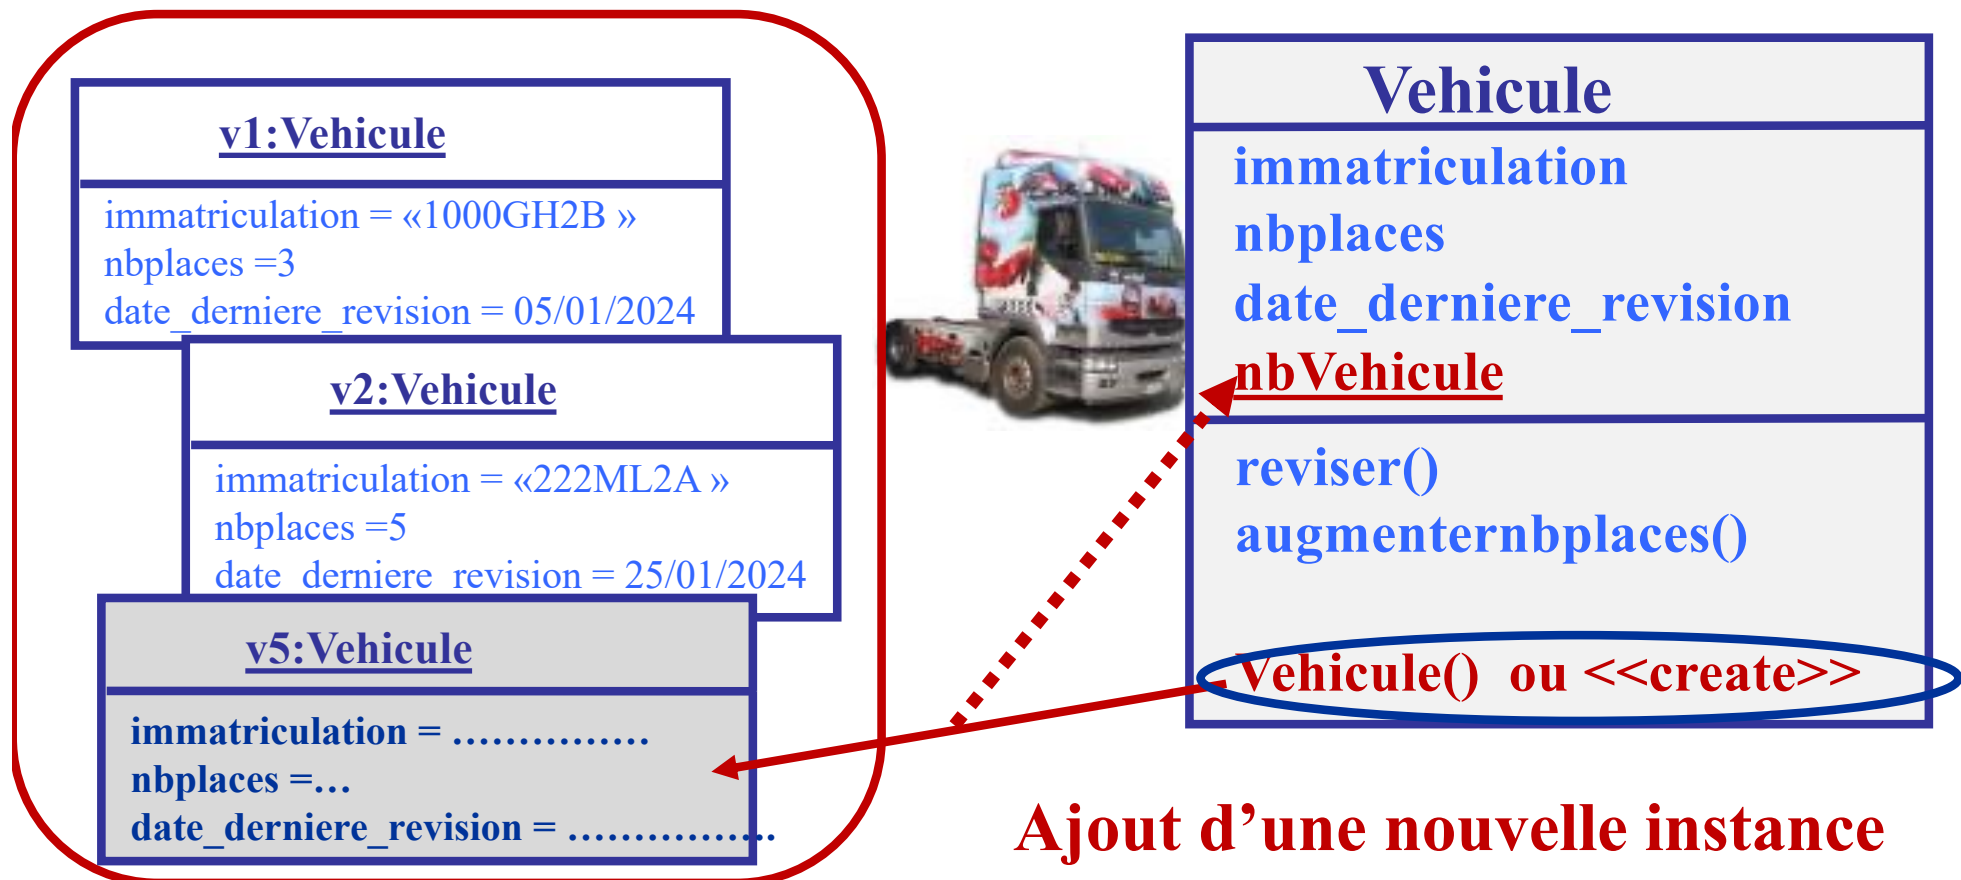 v1:Vehicule
immatriculation = «1000GH2B »
nbplaces =3
date_derniere_revision = 05/01/2024
v2:Vehicule
immatriculation = «222ML2A »
nbplaces =5
date_derniere_revision = 25/01/2024
v5:Vehicule
immatriculation = ……………
nbplaces =…
date_derniere_revision = …………….
Vehicule
immatriculation
nbplaces
date_derniere_revision
nbVehicule
reviser()
augmenternbplaces()
Vehicule() ou <<create>>
Ajout d’une nouvelle instance